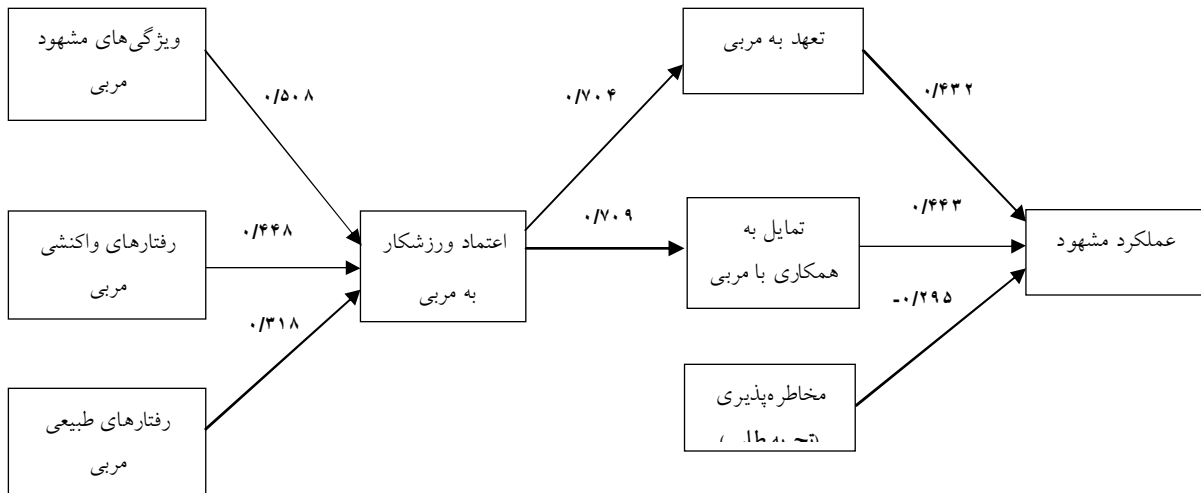 ویژگی‌های مشهود
مربی
۰/۵۰۸
رفتارهای واکنشی
مربی
۰/۴۴۸
رفتارهای طبیعی
مربی
۰/۳۱۸
اعتماد ورزشکار
به مربی
۰/۷۰۴
۰/۷۰۹
تعهد به مربی
۰/۴۳۲
تمایل به
همکاری با مربی
۰/۴۴۳
مخاطره‌پذیری
-۰/۲۹۵
عملکرد مشهود